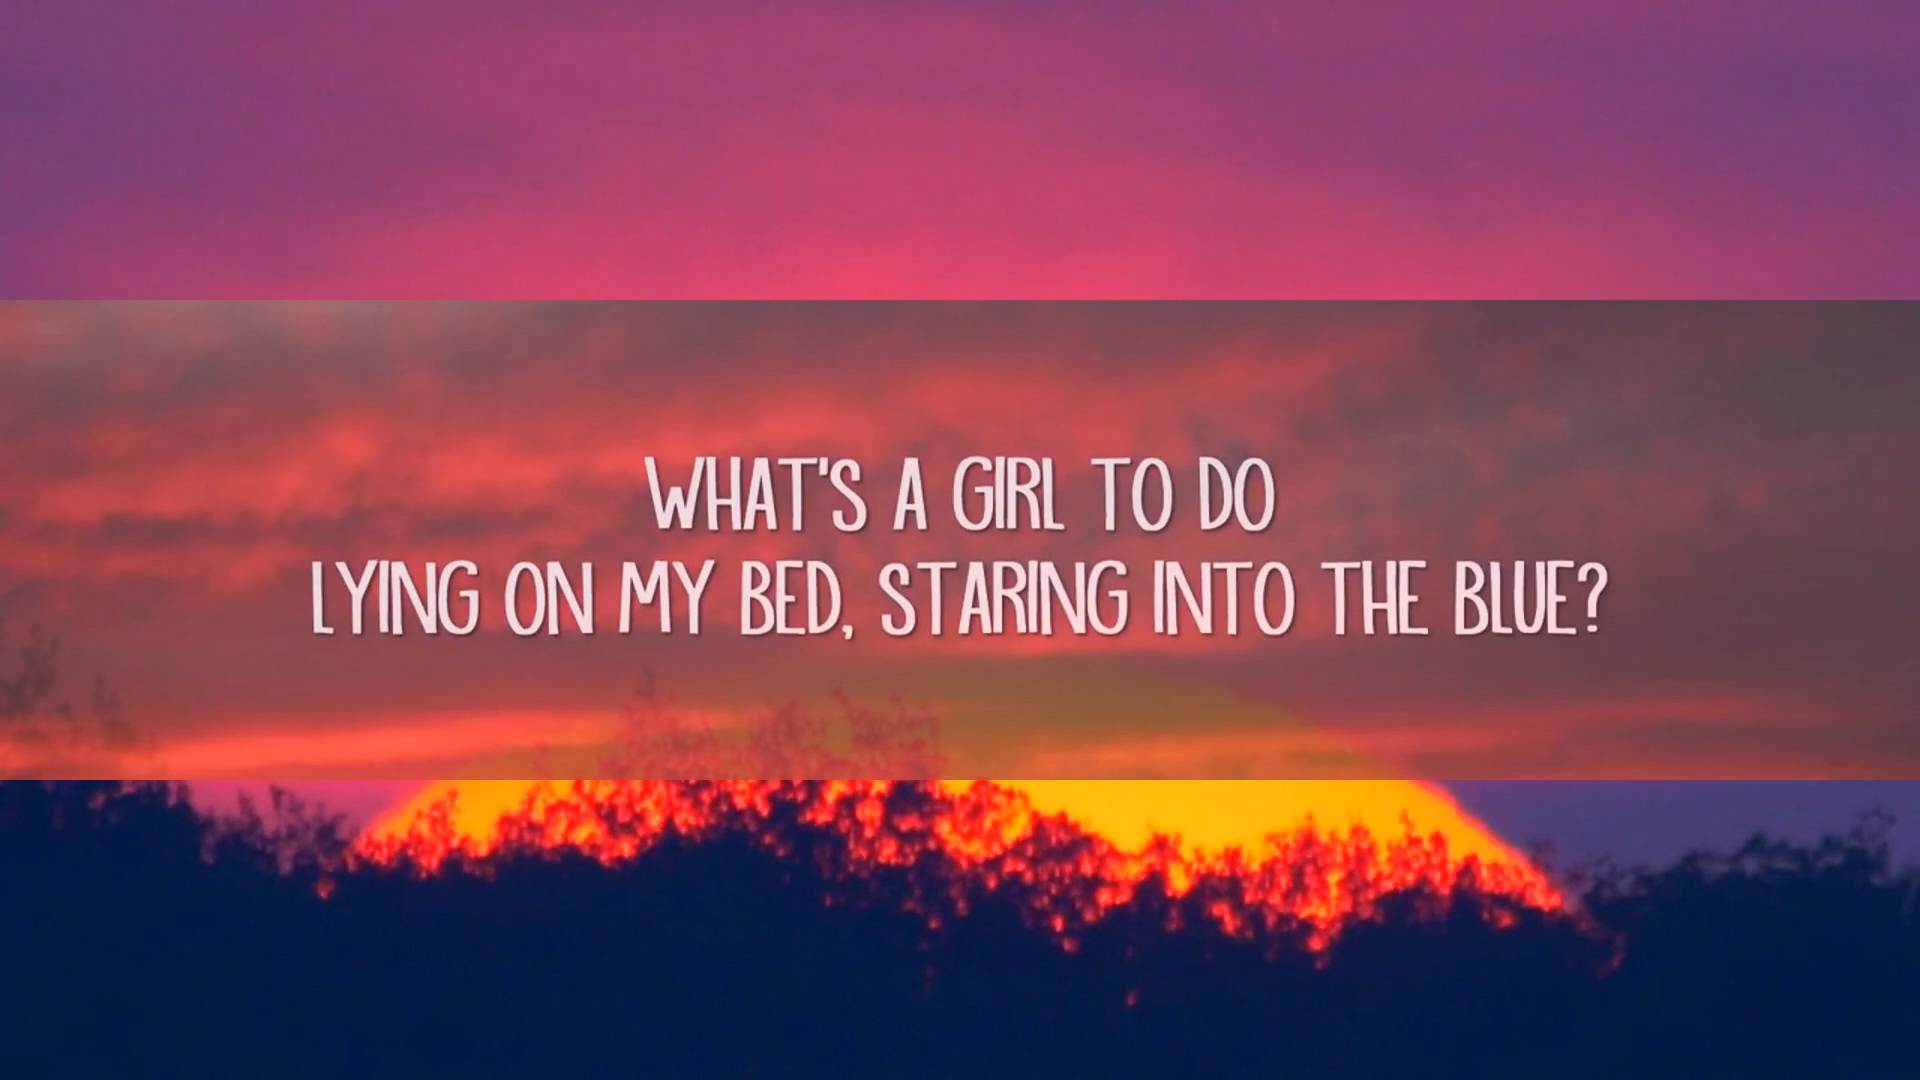 WHAT'S A GIRL TO DO
LYING ON MY BED, STARING INTO THE BLUE?